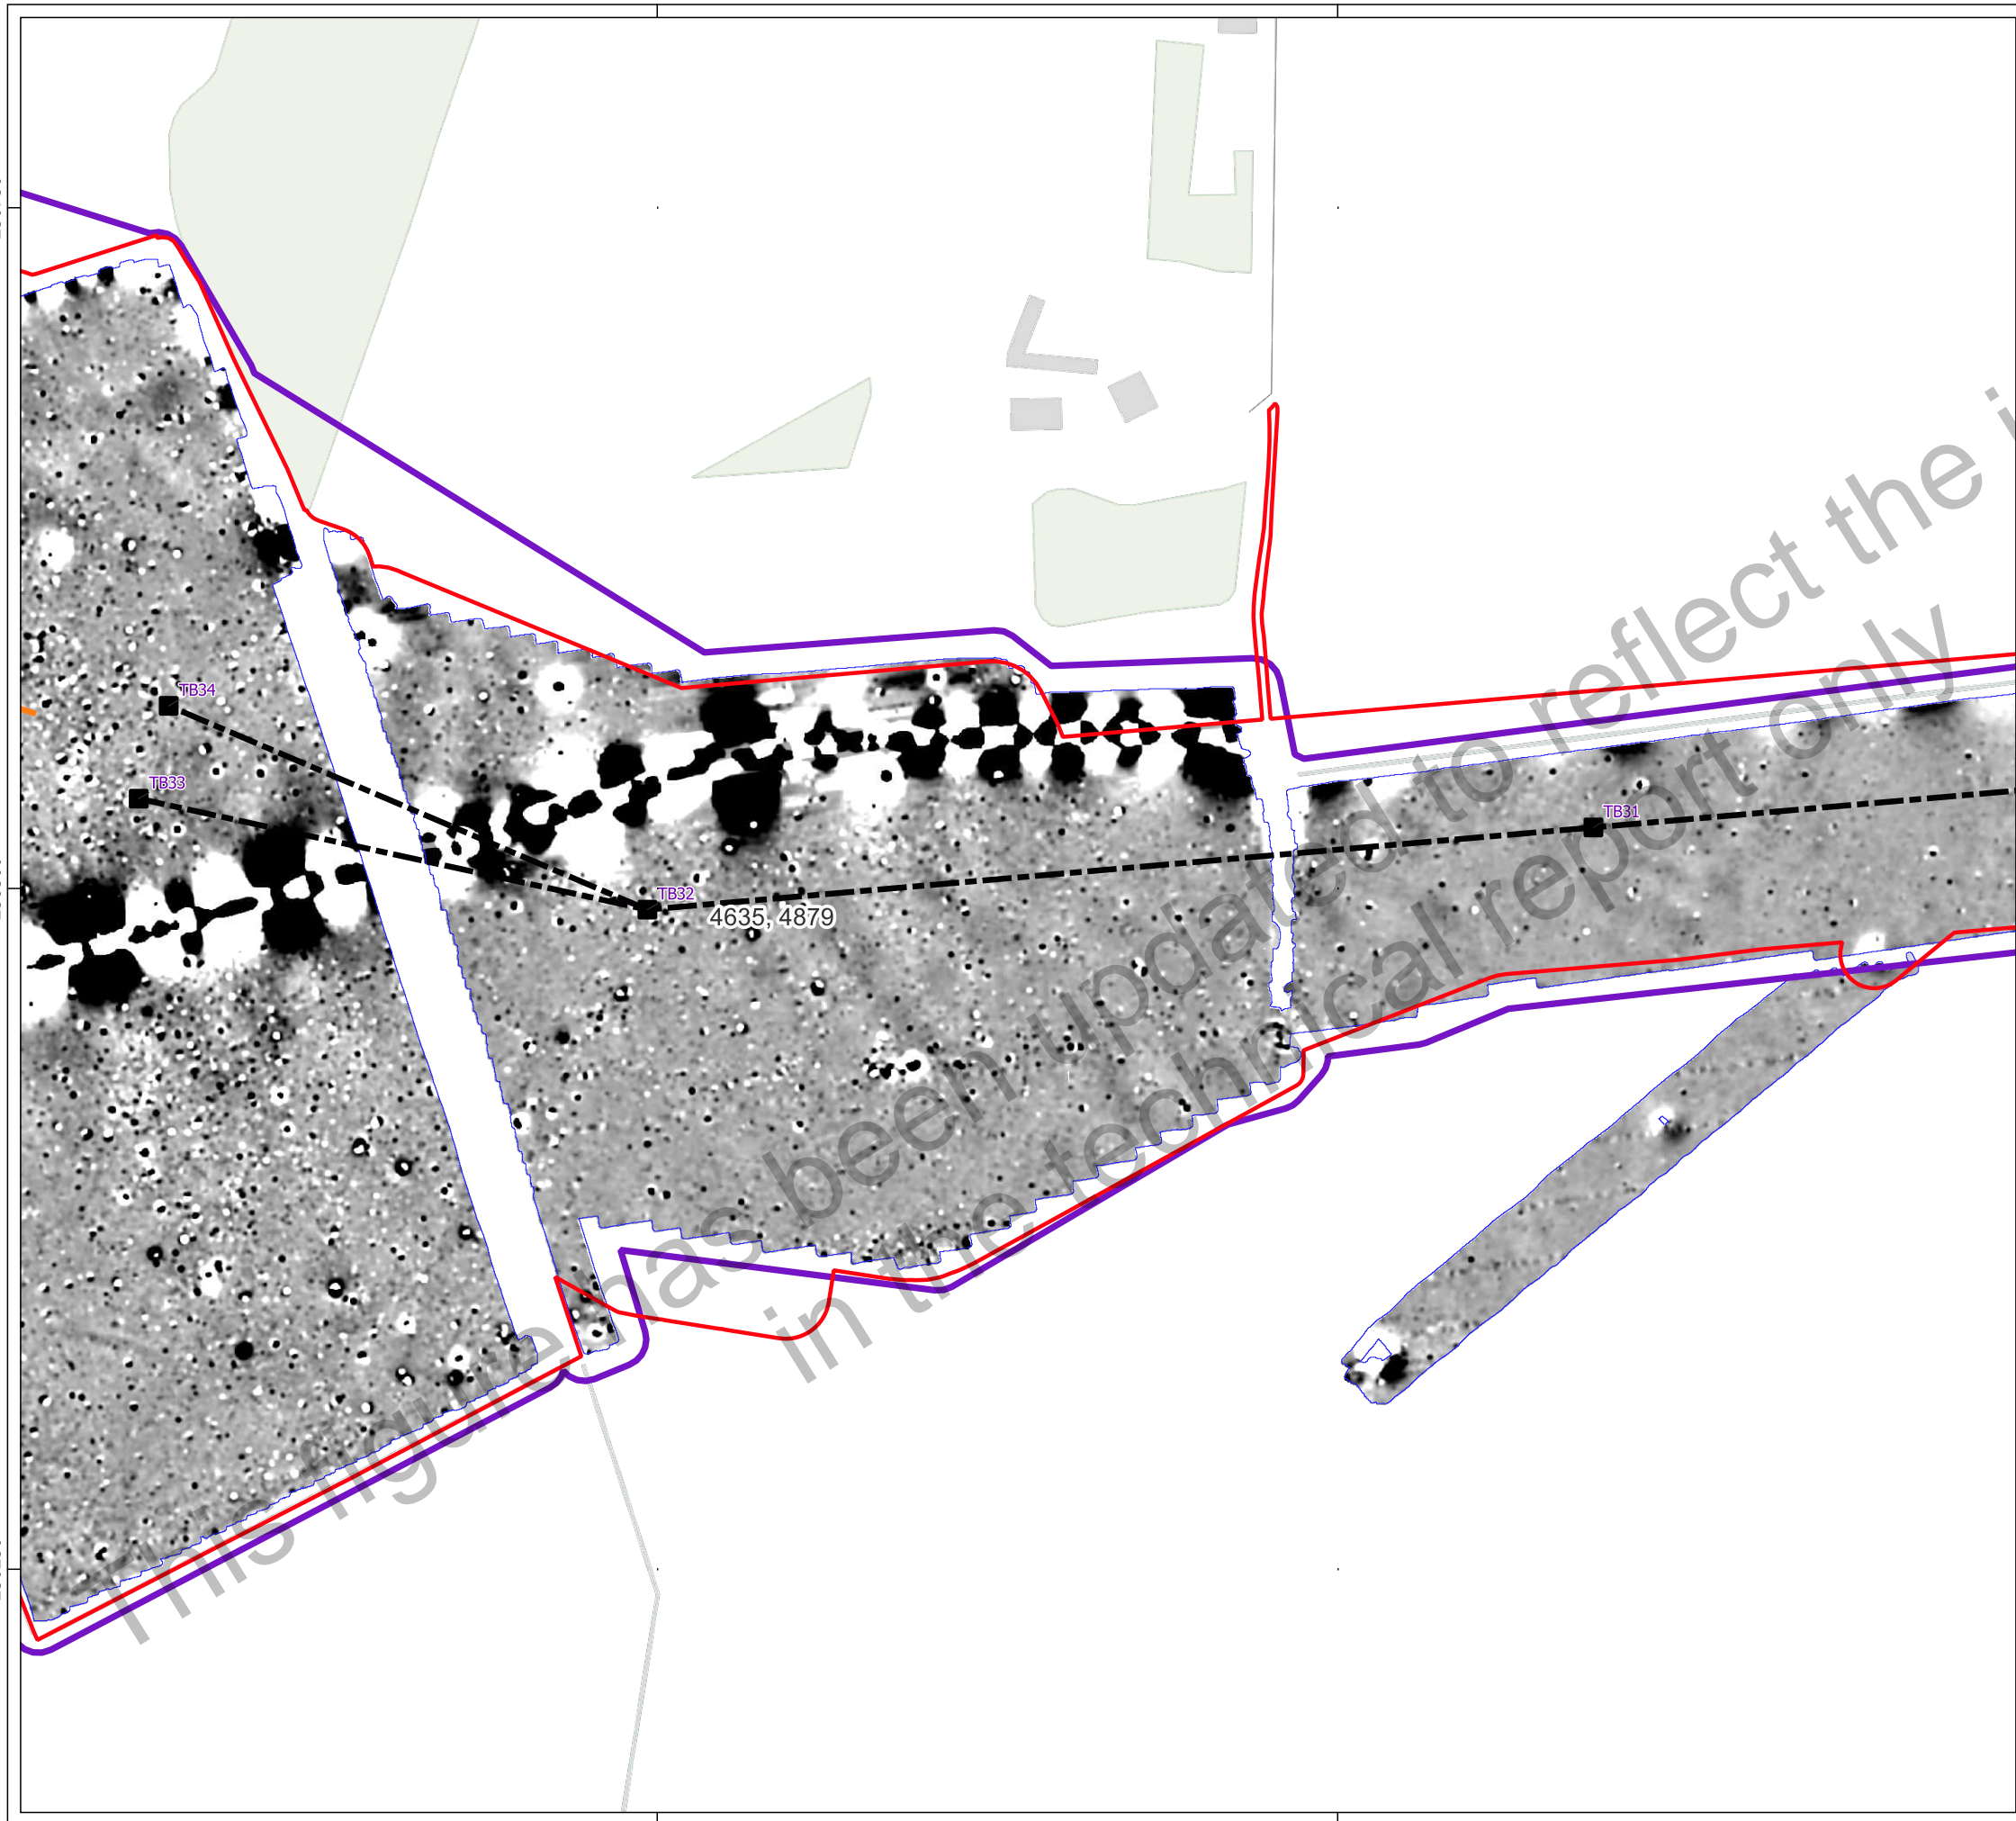 TB34
TB33
TB32
4635, 4879
TB31
This figure has been updated to reflect the i
in the technical report only